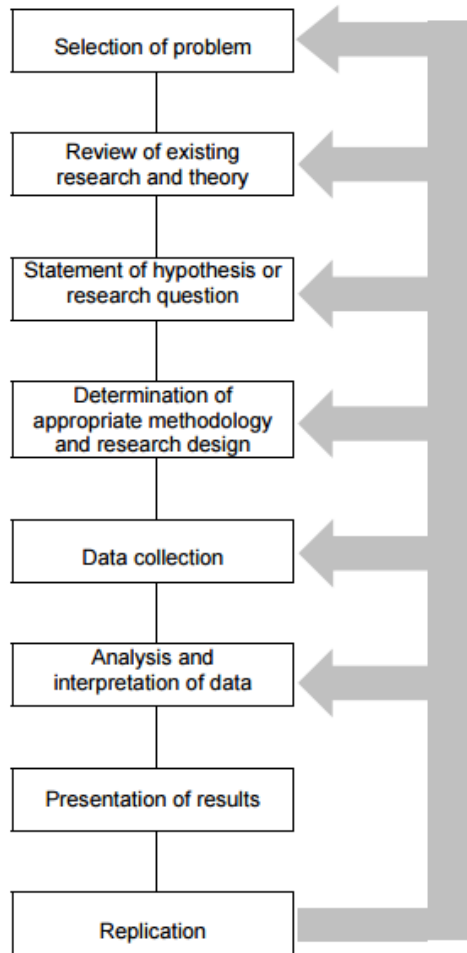 Selection of problem
Review of existing
research and theory
Statement of hypothesis or
research question
Determination of
appropriate methodology
and research design
Data collection
Analysis and
interpretation of data
Presentation of results
Replication